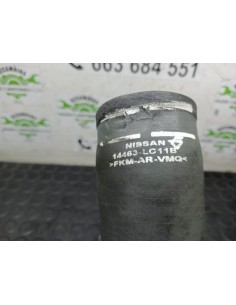 663 684 551
NISSAN
14463-LC11B
>FKM-AR-VMQ<